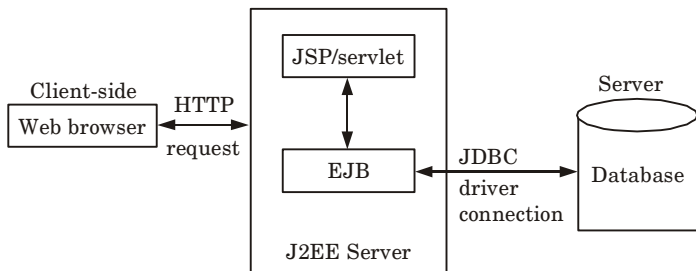 Client-side
Web browser
HTTP
request
JSP/servlet
EJB
J2EE Server
JDBC
driver
connection
Server
Database